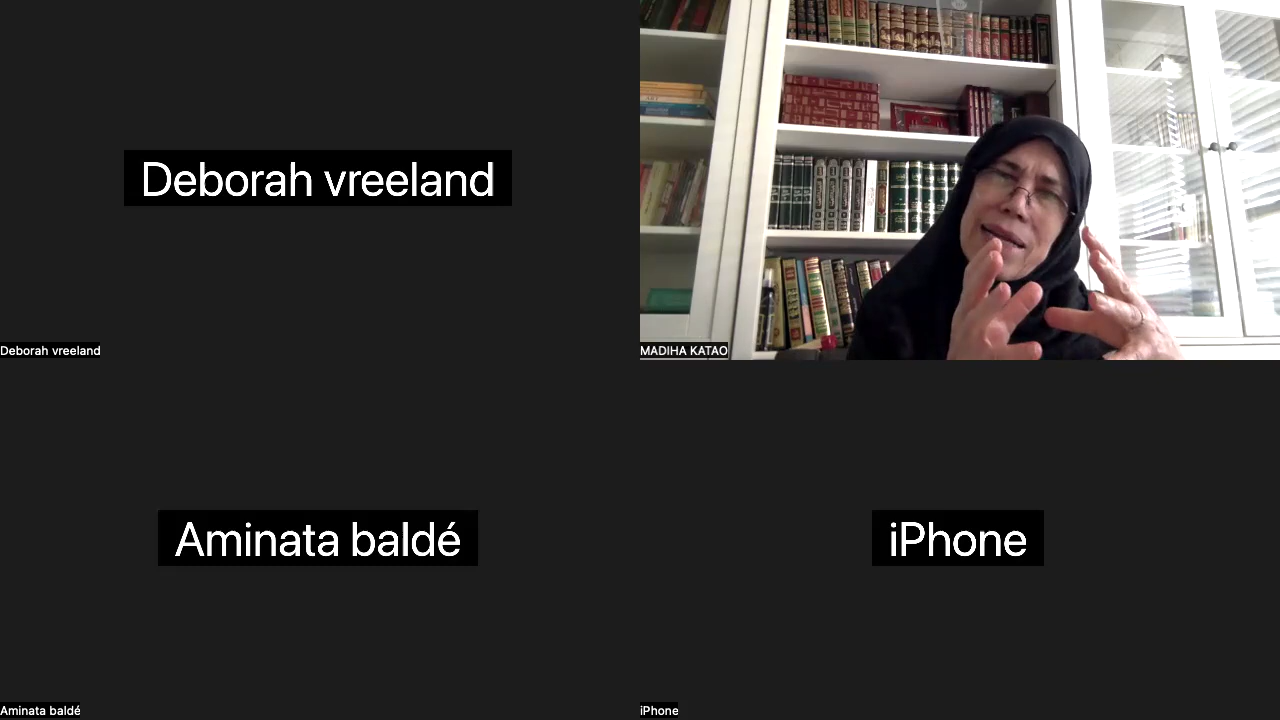 Deborah vreeland
Deborah vreeland
MADIHA KATAO
Aminata baldé
iPhone
Aminata baldé
iPhone